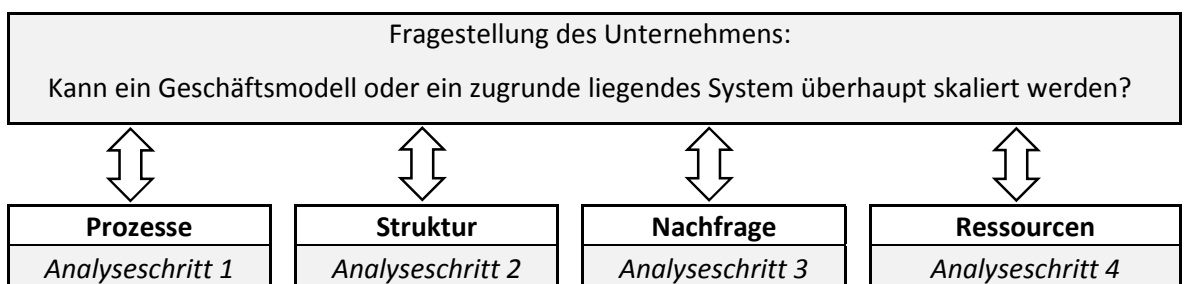 Fragestellung des Unternehmens:
Kann ein Geschäftsmodell oder ein zugrunde liegendes System überhaupt skaliert werden?
Prozesse
Analyseschritt 1
Struktur
Analyseschritt 2
Nachfrage
Analyseschritt 3
Ressourcen
Analyseschritt 4